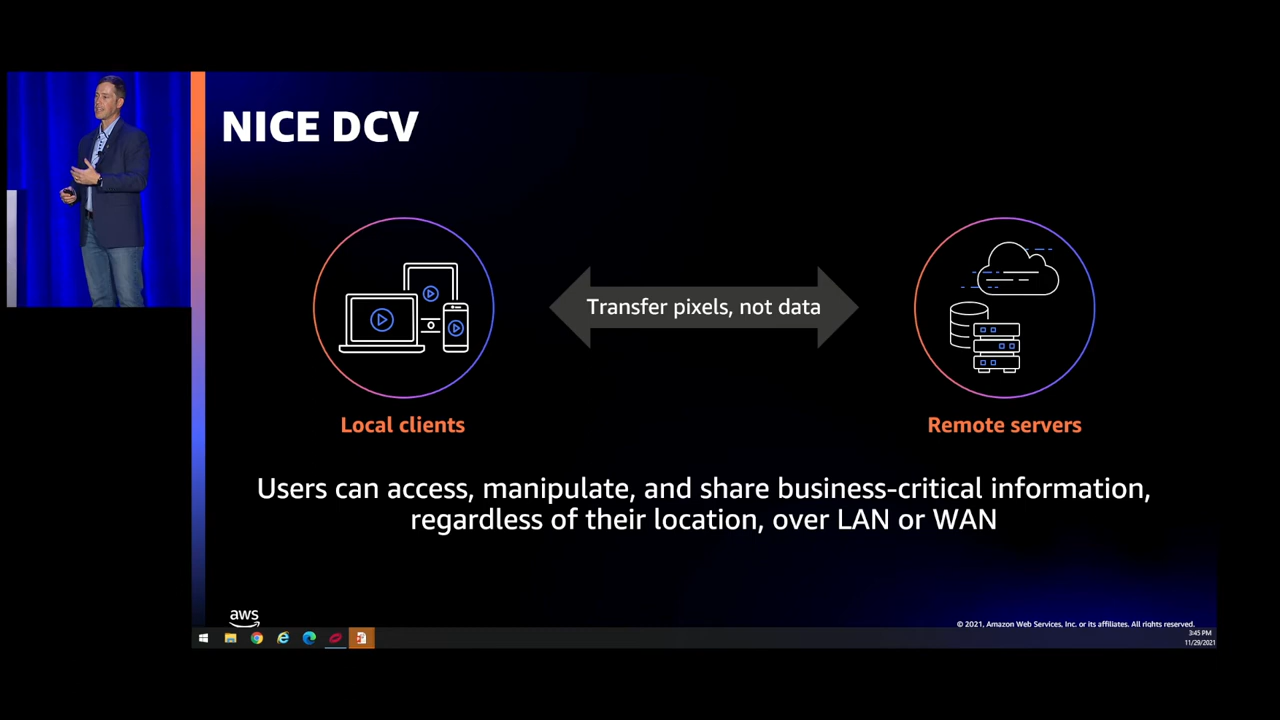 NICE DCV
Transfer pixels, not data
Local clients
Remote servers
Users can access, manipulate, and share business-critical information,
regardless of their location, over LAN or WAN
aws
© 2021, Amazon Web Services, Inc. or its affiliates. All rights reserved.
3:45 PM
11/29/2021